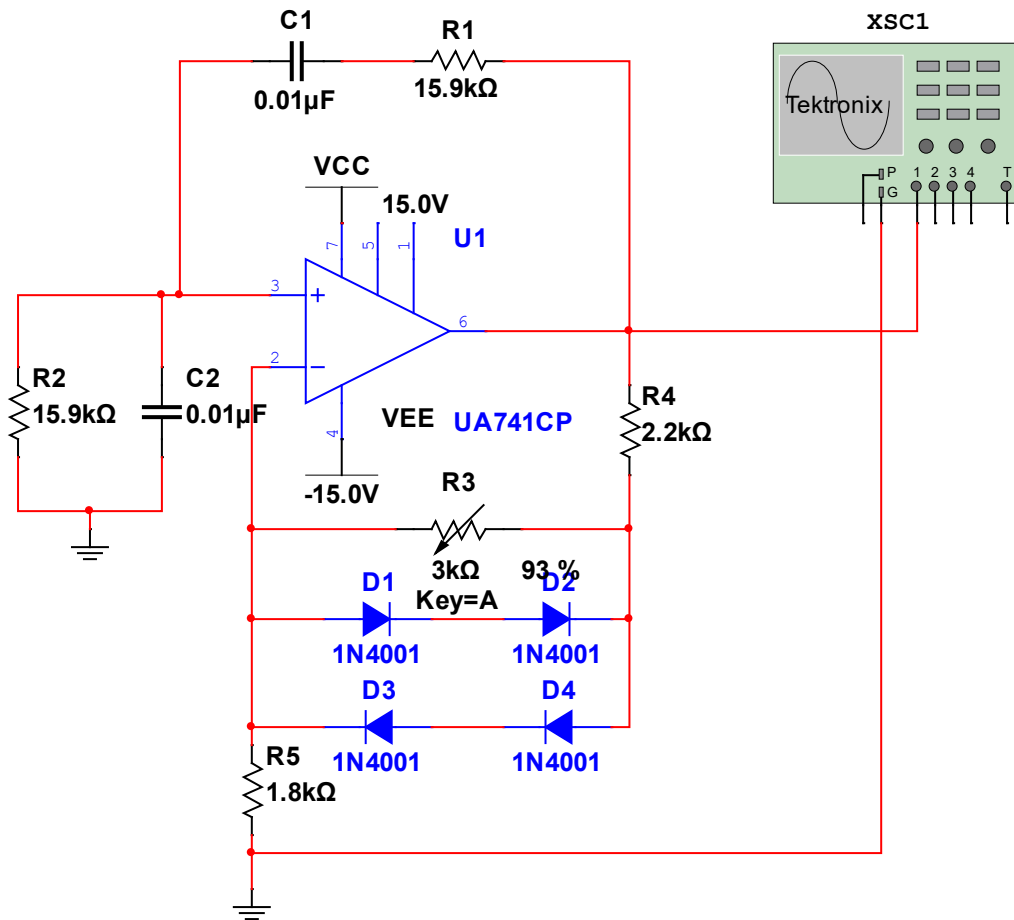 XSC1
C1
R1
0.01µF
15.9kΩ
Tektronix
P
G
1 2 3 4 T
VCC
15.0V
U1
7
5
1
3
+
6
2
−
4
R2
15.9kΩ
C2
0.01µF
VEE
UA741CP
-15.0V
R4
2.2kΩ
R3
3kΩ 93 %
Key=A
D1
D2
1N4001
1N4001
D3
D4
1N4001
1N4001
R5
1.8kΩ